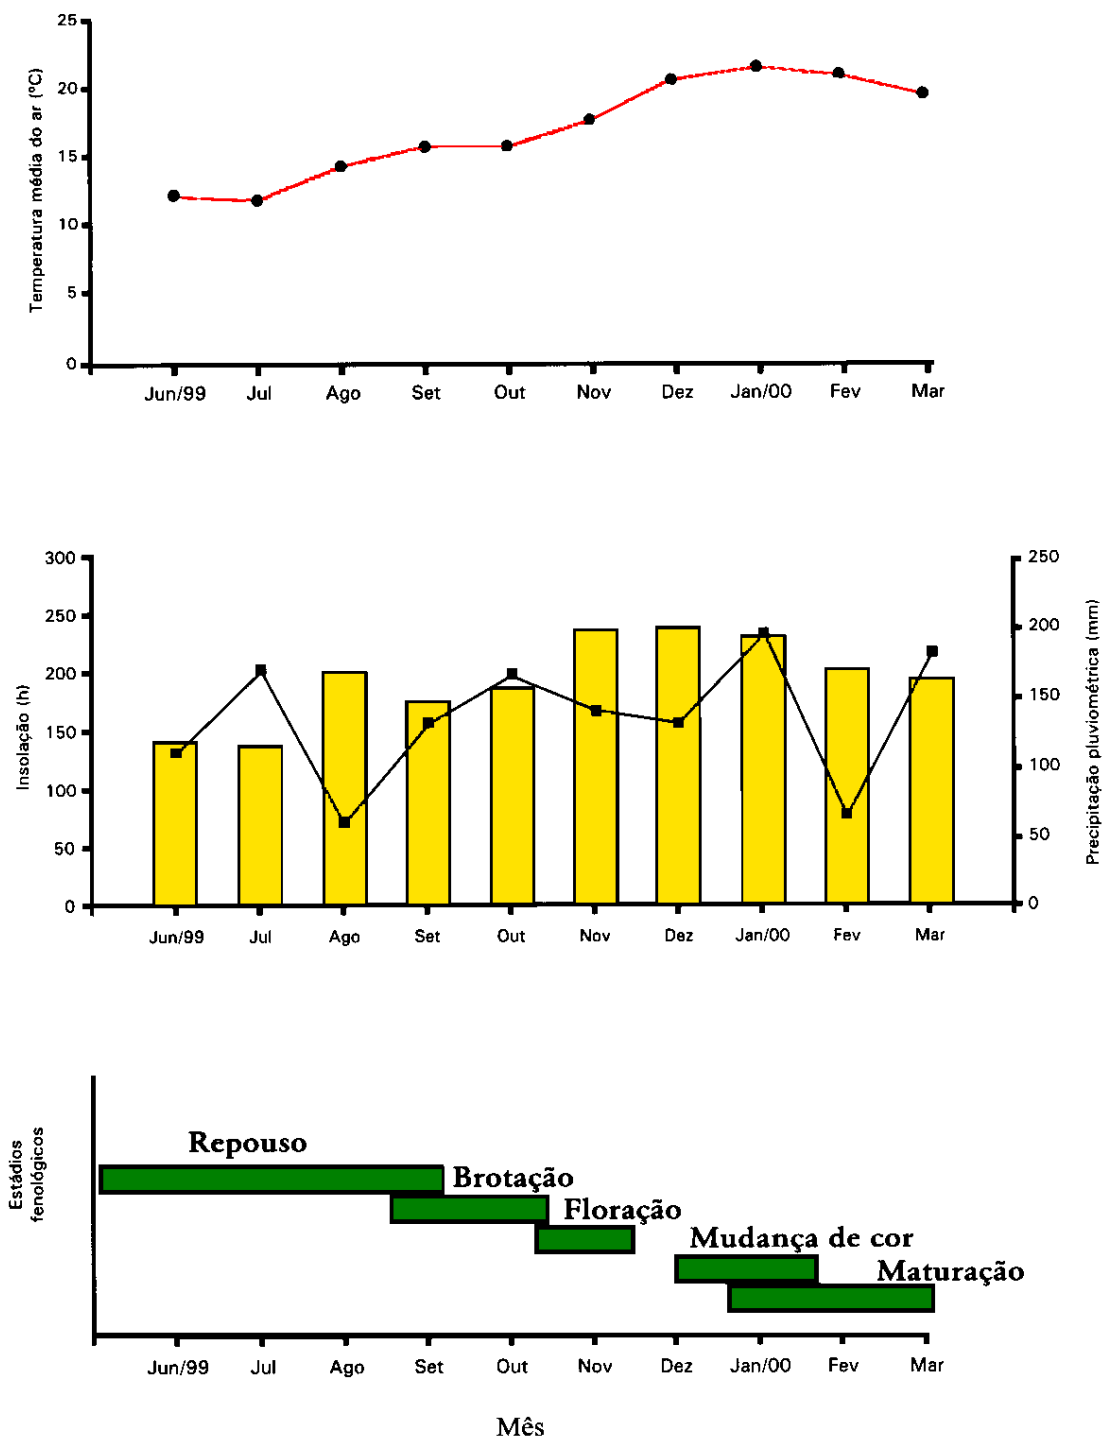 Temperatura média do ar (ºC)
25
20
15
10
5
0
Jun/99 Jul Ago Set Out Nov Dez Jan/00 Fev Mar
Insolação (h)
300
250
200
150
100
50
0
250
200
150
100
50
0
Precipitação pluviométrica (mm)
Jun/99 Jul Ago Set Out Nov Dez Jan/00 Fev Mar
Estádios
fenológicos
Repouso
Brotação
Floração
Mudança de cor
Maturação
Jun/99 Jul Ago Set Out Nov Dez Jan/00 Fev Mar
Mês